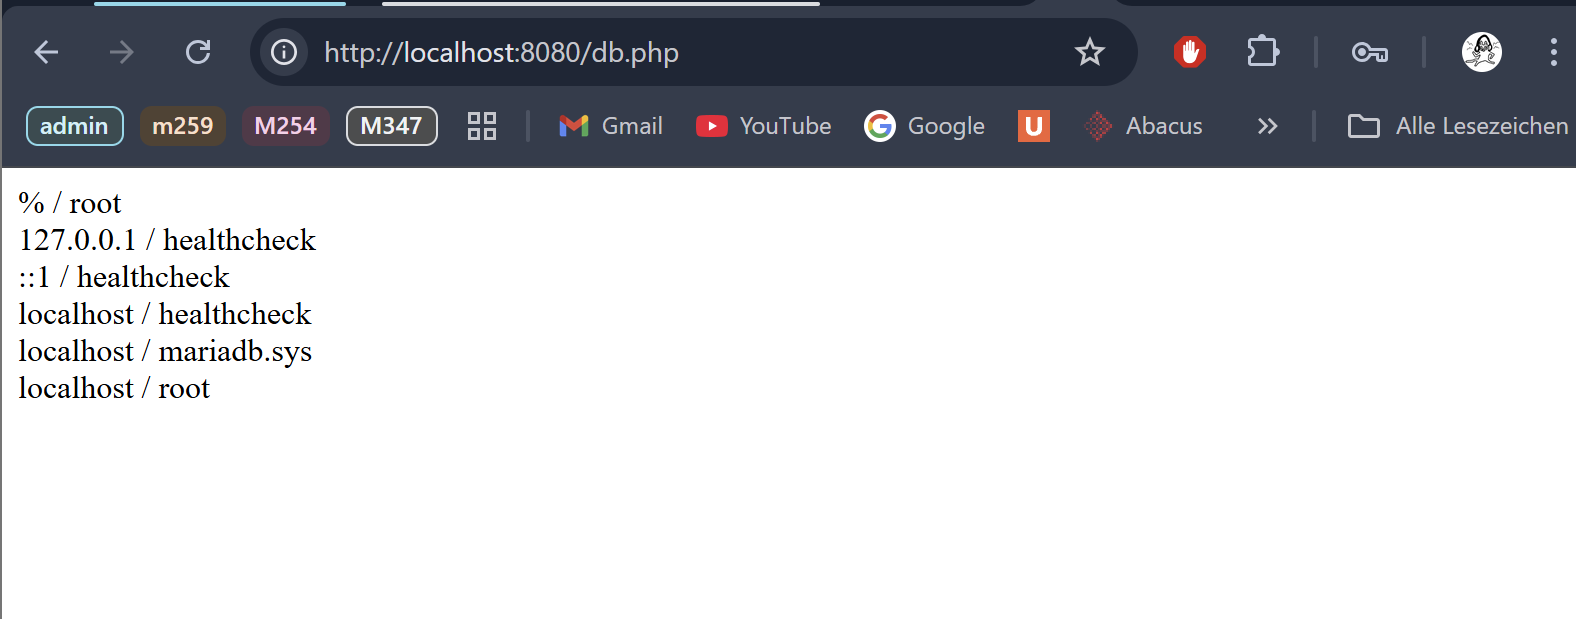 http://localhost:8080/db.php
admin m259 M254 M347 Gmail YouTube Google U Abacus Alle Lesezeichen
% / root
127.0.0.1 / healthcheck
::1 / healthcheck
localhost / healthcheck
localhost / mariadb.sys
localhost / root